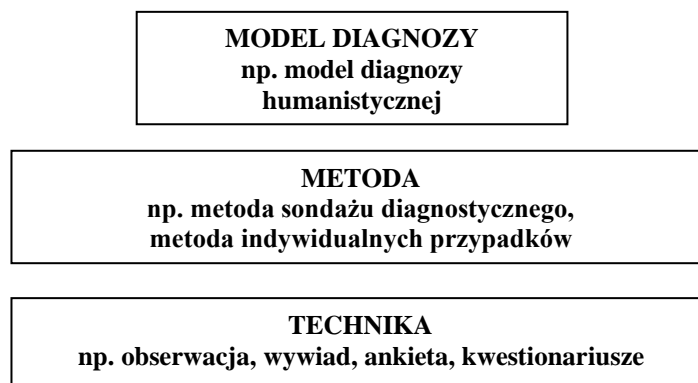 MODEL DIAGNOZY
np. model diagnozy
humanistycznej
METODA
np. metoda sondażu diagnostycznego,
metoda indywidualnych przypadków
TECHNIKA
np. obserwacja, wywiad, ankieta, kwestionariusze